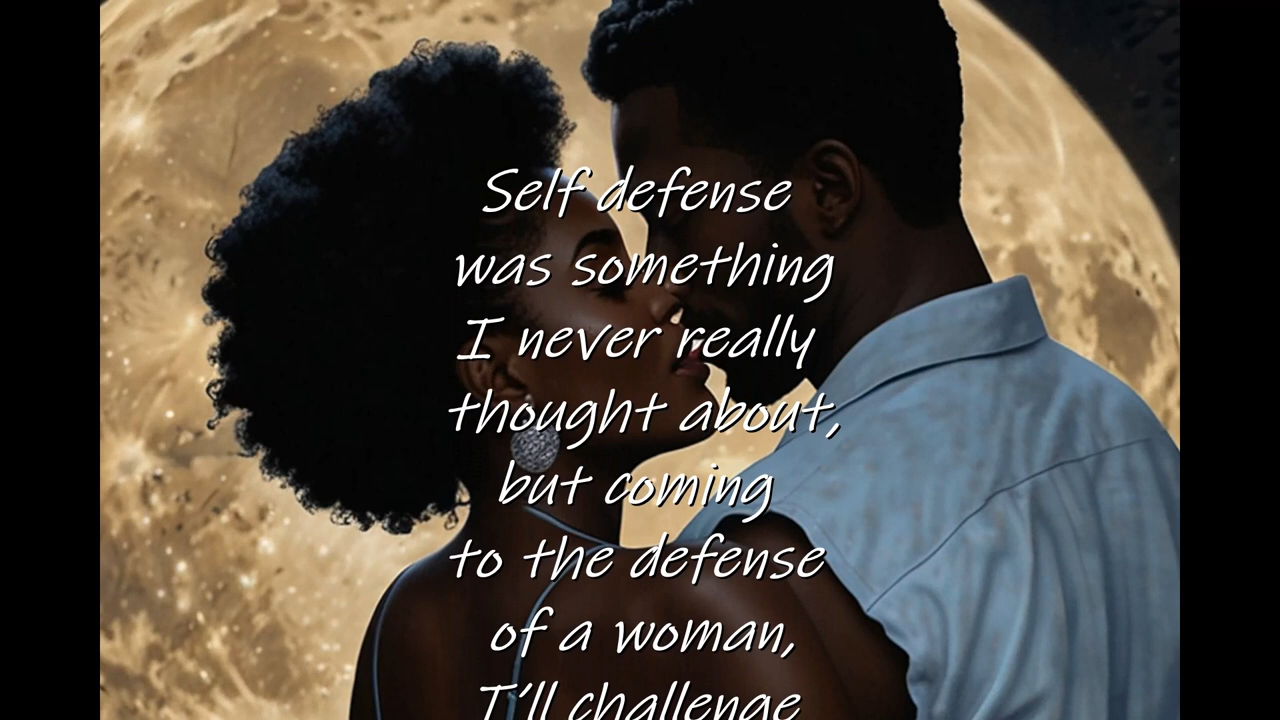 Self defense
was something
I never really
thought about,
but coming
to the defense
of a woman,
I'll challenge